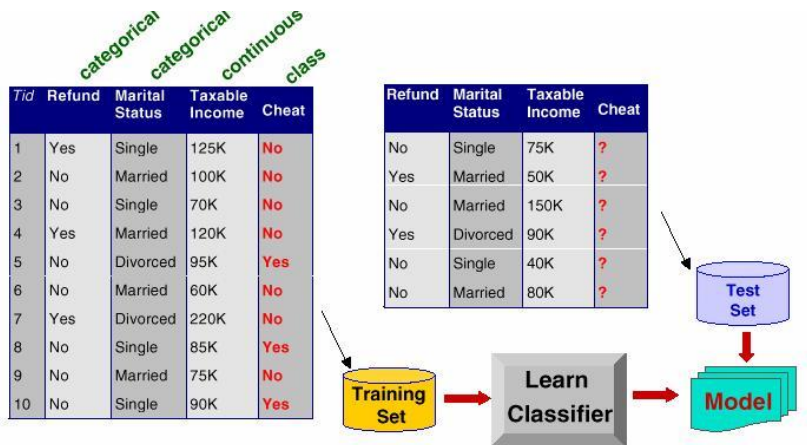 categorical categorical continuous class
Tid Refund Marital Status Taxable Income Cheat
1 Yes Single 125K No
2 No Married 100K No
3 No Single 70K No
4 Yes Married 120K No
5 No Divorced 95K Yes
6 No Married 60K No
7 Yes Divorced 220K No
8 No Single 85K Yes
9 No Married 75K No
10 No Single 90K Yes
Refund Marital Status Taxable Income Cheat
No Single 75K ?
Yes Married 50K ?
No Married 150K ?
Yes Divorced 90K ?
No Single 40K ?
No Married 80K ?
Test
Set
Training
Set
Learn
Classifier
Model